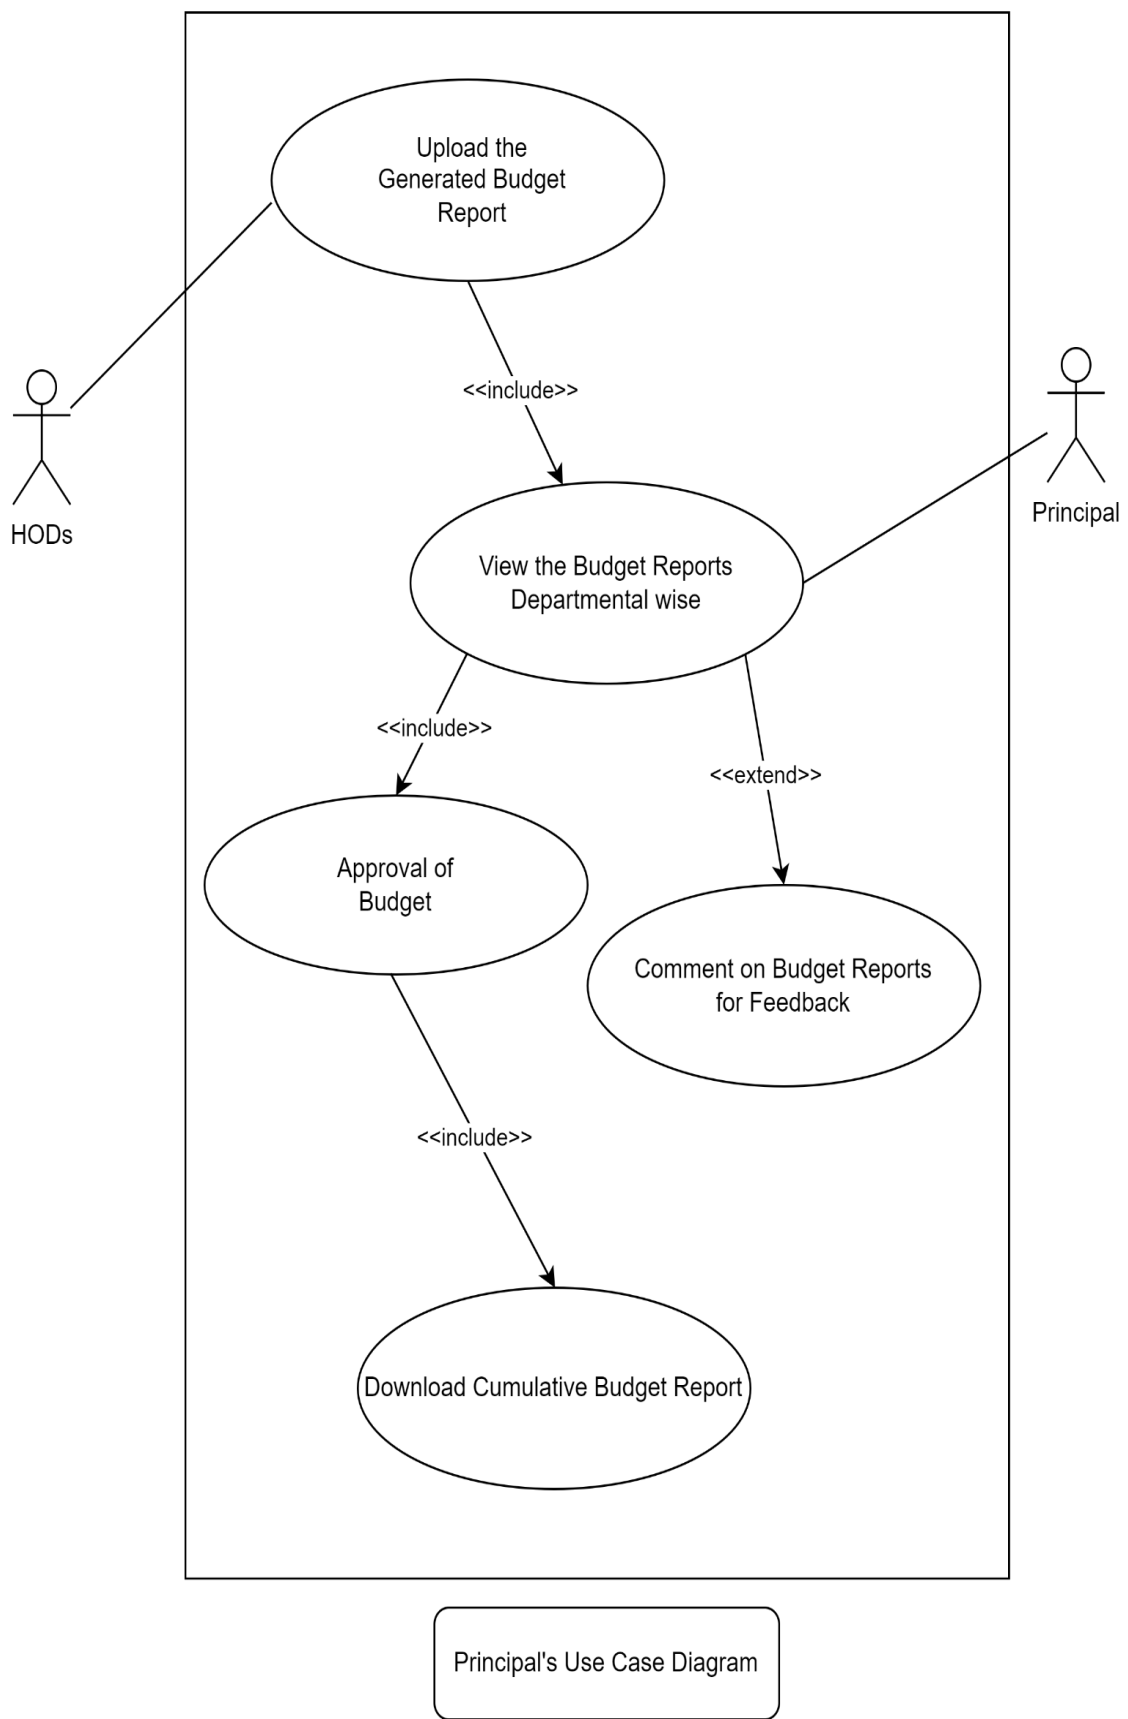 Upload the
Generated Budget
Report
<<include>>
HODs
Principal
View the Budget Reports
Departmental wise
<<include>>
<<extend>>
Approval of
Budget
Comment on Budget Reports
for Feedback
<<include>>
Download Cumulative Budget Report
Principal's Use Case Diagram